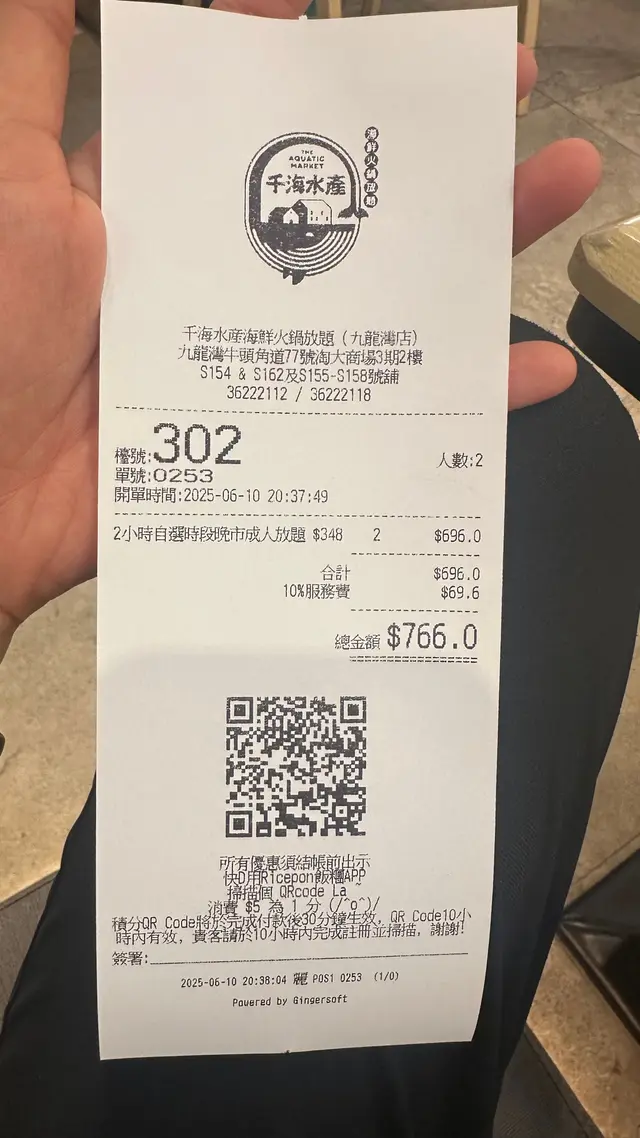 THE
AQUATIC
MARKET
千海水產
海鮮火鍋放題
千海水産海鮮火鍋放題（九龍灣店）
九龍灣牛頭角道77號淘大商場3期2樓
S154 & S162及S155-S158號舖
36222112 / 36222118
檯號:302 人數:2
單號:0253
開單時間:2025-06-10 20:37:49
2小時自選時段晚市成人放題 $348 2 $696.0
合計 $696.0
10%服務費 $69.6
總金額 $766.0
所有優惠須結帳前出示
快D用Ricepon飯糰APP
掃描個 QRcode La ~
消費 $5 為 1 分 (/^o^)/
積分QR Code將於完成付款後30分鐘生效, QR Code10小
時內有效, 貴客請於10小時內完成註冊並掃描, 謝謝!
簽署:
2025-06-10 20:38:04 麗 POS1 0253 (1/0)
Powered by Gingersoft